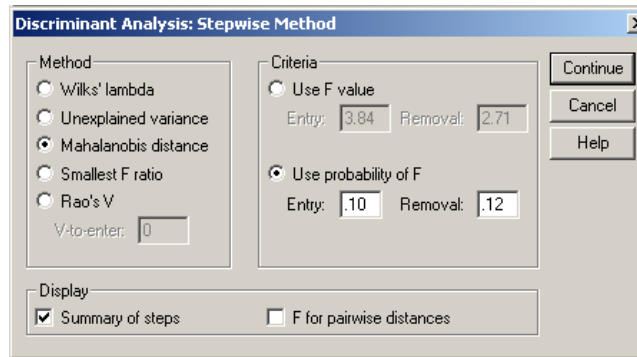 Discriminant Analysis: Stepwise Method
Method
Wilks' lambda
Unexplained variance
Mahalanobis distance
Smallest F ratio
Rao's V
V-to-enter: 0
Criteria
Use F value
Entry: 3.84 Removal: 2.71
Use probability of F
Entry: .10 Removal: .12
Continue
Cancel
Help
Display
Summary of steps F for pairwise distances